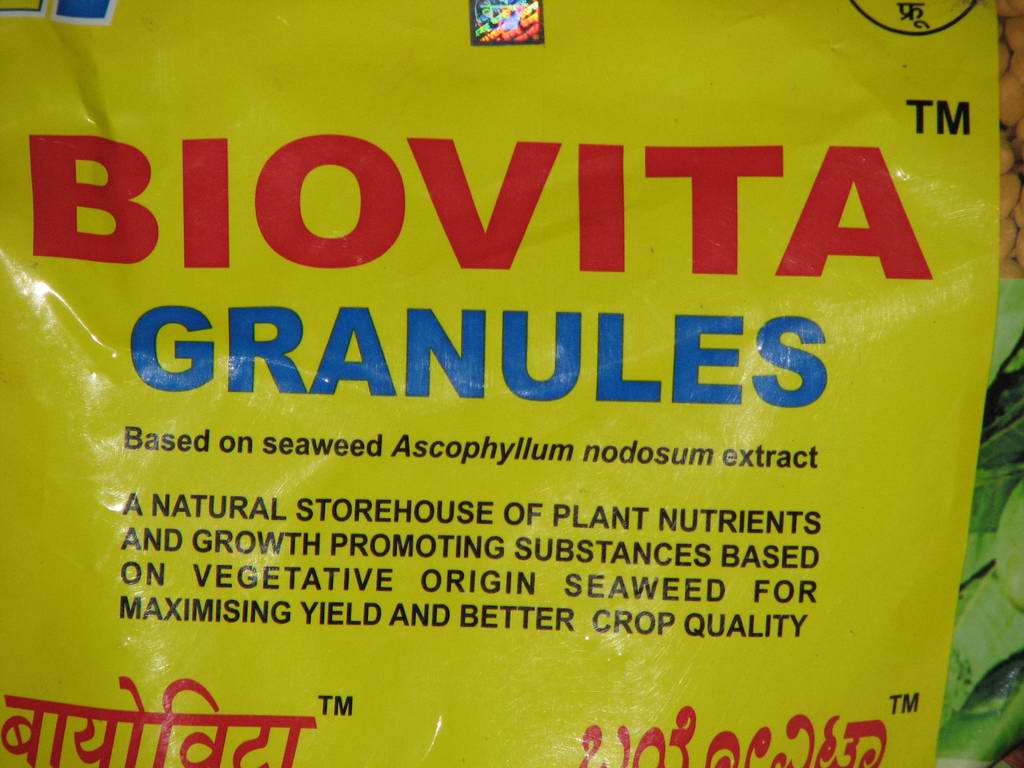 फ्रू
TM
BIOVITA
GRANULES
Based on seaweed Ascophyllum nodosum extract
A NATURAL STOREHOUSE OF PLANT NUTRIENTS
AND GROWTH PROMOTING SUBSTANCES BASED
ON VEGETATIVE ORIGIN SEAWEED FOR
MAXIMISING YIELD AND BETTER CROP QUALITY
बायोविटा TM ಬಯೋವಿಟಾ TM